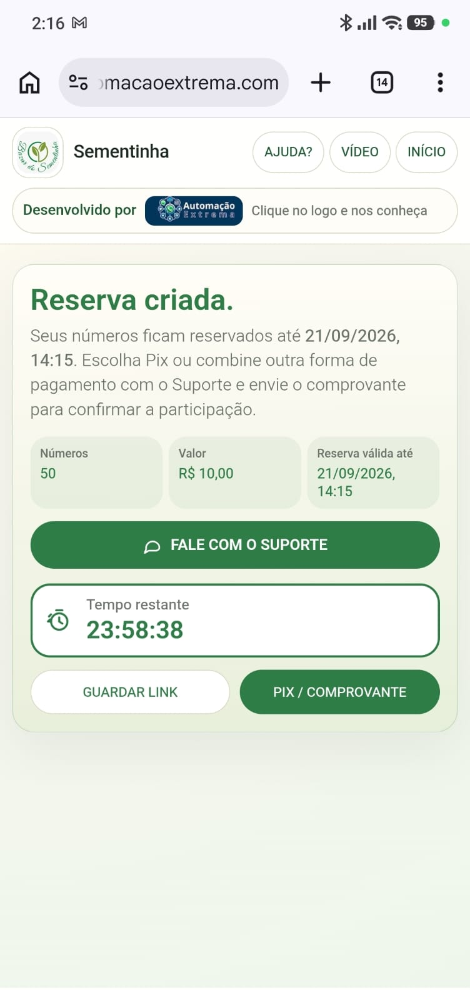 2:16
95
omacaoextrema.com
14
Bazar do Sementinha
Sementinha
AJUDA?
VÍDEO
INÍCIO
Desenvolvido por
Automação
Extrema
Clique no logo e nos conheça
Reserva criada.
Seus números ficam reservados até 21/09/2026,
14:15. Escolha Pix ou combine outra forma de
pagamento com o Suporte e envie o comprovante
para confirmar a participação.
Números
50
Valor
R$ 10,00
Reserva válida até
21/09/2026,
14:15
FALE COM O SUPORTE
Tempo restante
23:58:38
GUARDAR LINK
PIX / COMPROVANTE